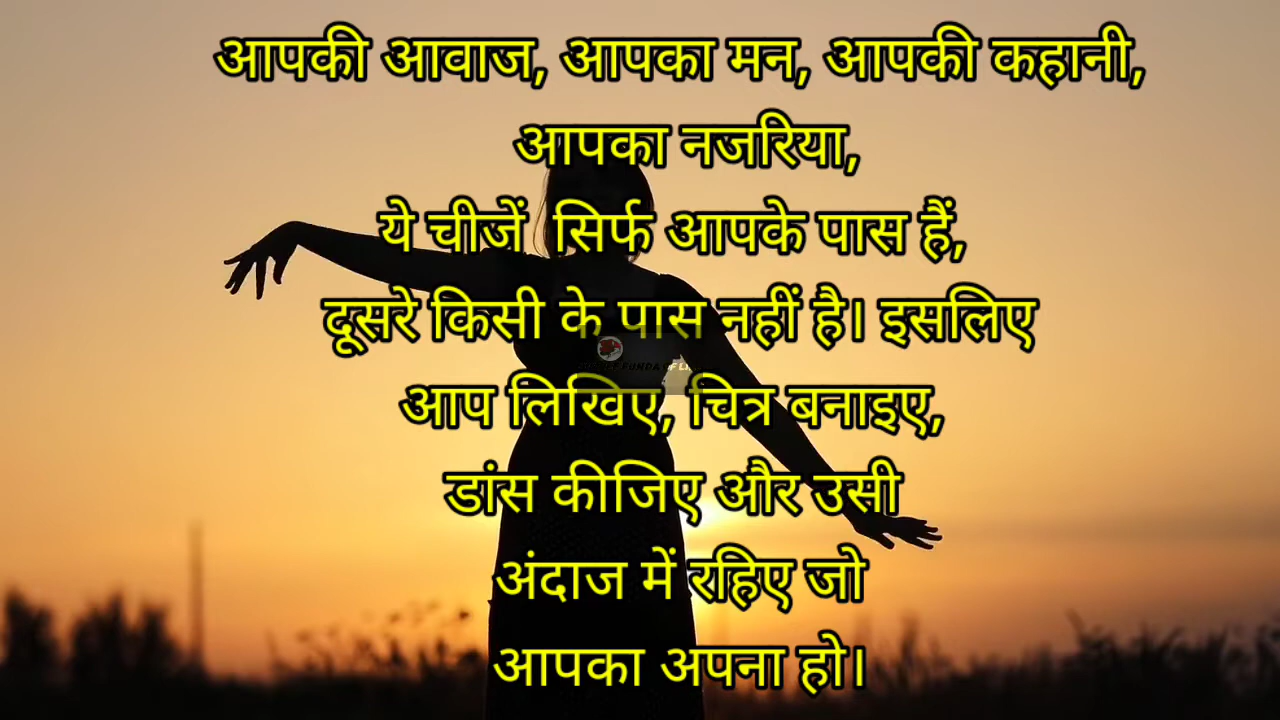 आपकी आवाज, आपका मन, आपकी कहानी,
आपका नजरिया,
ये चीजें सिर्फ आपके पास हैं,
दूसरे किसी के पास नहीं है। इसलिए
आप लिखिए, चित्र बनाइए,
डांस कीजिए और उसी
अंदाज में रहिए जो
आपका अपना हो।